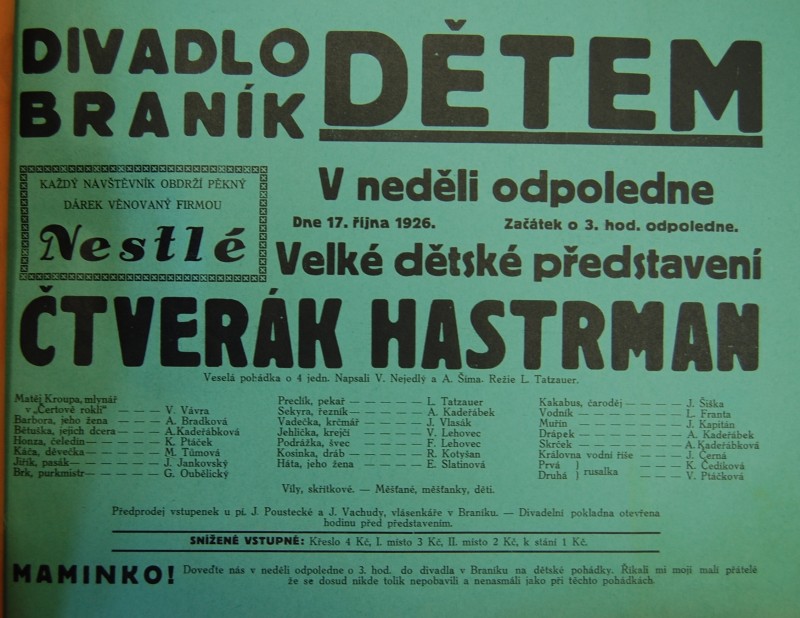 DIVADLO
BRANÍK
DĚTEM
KAŽDÝ NÁVŠTĚVNÍK OBDRŽÍ PĚKNÝ
DÁREK VĚNOVANÝ FIRMOU
Nestlé
V neděli odpoledne
Dne 17. října 1926. Začátek o 3. hod. odpoledne.
Velké dětské představení
ČTVERÁK HASTRMAN
Veselá pohádka o 4 jedn. Napsali V. Nejedlý a A. Šíma. Režie L. Tatzauer.
Matěj Kroupa, mlynář
v „Čertově rokli" — — — — V. Vávra
Barbora, jeho žena — — — A. Bradková
Bětuška, jejich dcera — — — A.Kadeřábková
Honza, čeledín — — — — K. Ptáček
Káča, děvečka — — — — M. Tůmová
Jiřík, pasák — — — — J. Jankovský
Brk, purkmistr — — — — G. Oubělický
Preclík, pekař — — — — L. Tatzauer
Sekyra, řezník — — — — A. Kadeřábek
Vadečka, krčmář — — — J. Vlasák
Jehlička, krejčí — — — V. Lehovec
Podrážka, švec — — — F. Lehovec
Kosinka, dráb — — — — R. Kotyšan
Háta, jeho žena — — — E. Slatinová
Kakabus, čaroděj — — — — J. Šiška
Vodník — — — — — — L. Franta
Muřín — — — — — — J. Kapitán
Drápek — — — — — — A. Kadeřábek
Skrček — — — — — — A. Kadeřábková
Královna vodní říše — — — J. Černá
Prvá } rusalka — — — K. Cedíková
Druhá } V. Ptáčková
Víly, skřítkové. — Měšťané, měšťanky, děti.
Předprodej vstupenek u pí. J. Poustecké a J. Vachudy, vlásenkáře v Braníku. — Divadelní pokladna otevřena
hodinu před představením.
SNÍŽENÉ VSTUPNÉ: Křeslo 4 Kč, I. místo 3 Kč, II. místo 2 Kč, k stání 1 Kč.
MAMINKO! Doveďte nás v neděli odpoledne o 3. hod. do divadla v Braníku na dětské pohádky. Říkali mi moji malí přátelé
že se dosud nikde tolik nepobavili a nenasmáli jako při těchto pohádkách.